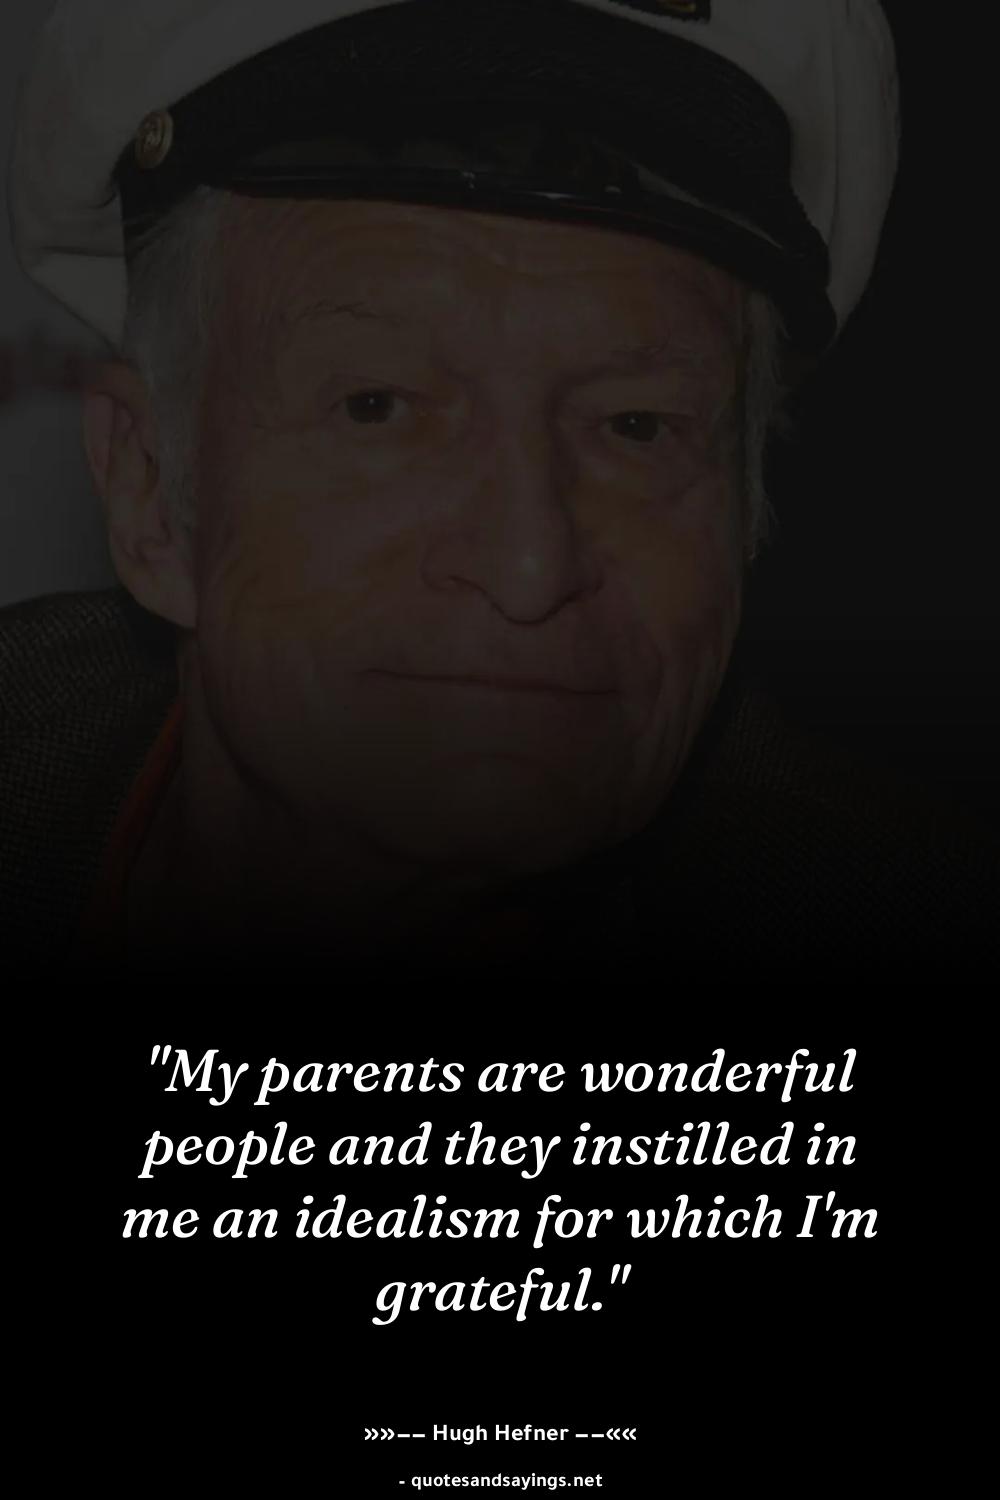 "My parents are wonderful
people and they instilled in
me an idealism for which I'm
grateful."
»»−− Hugh Hefner −−««
- quotesandsayings.net